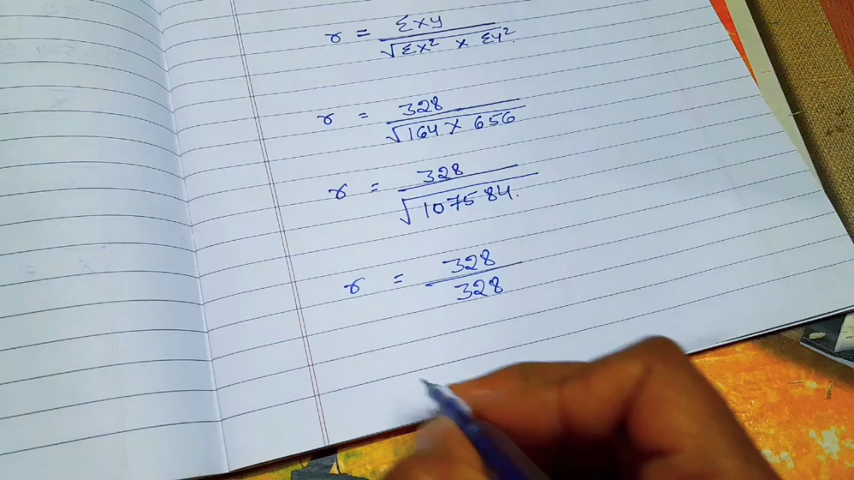 r = Σxy / √Σx² × Σy²
r = 328 / √164 × 656
r = 328 / √107584.
r = 328 / 328